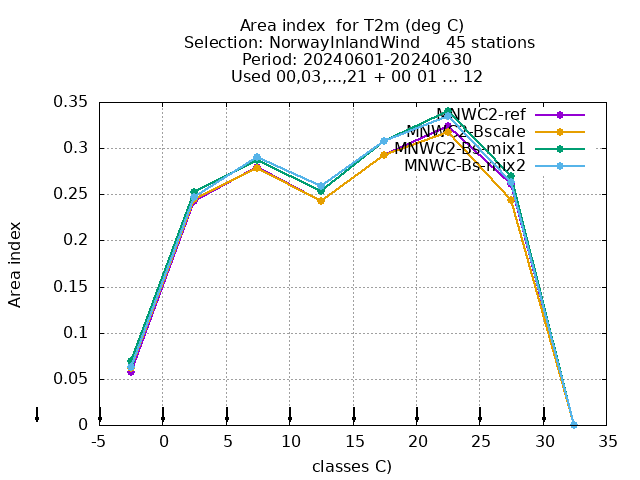 Area index  for T2m (deg C)
Selection: NorwayInlandWind     45 stations
Period: 20240601-20240630
Used 00,03,...,21 + 00 01 ... 12
MNWC2-ref
MNWC2-Bscale
MNWC2-Bs-mix1
MNWC-Bs-mix2
0.35
0.3
0.25
0.2
0.15
0.1
0.05
0
Area index
-5 0 5 10 15 20 25 30 35
classes C)